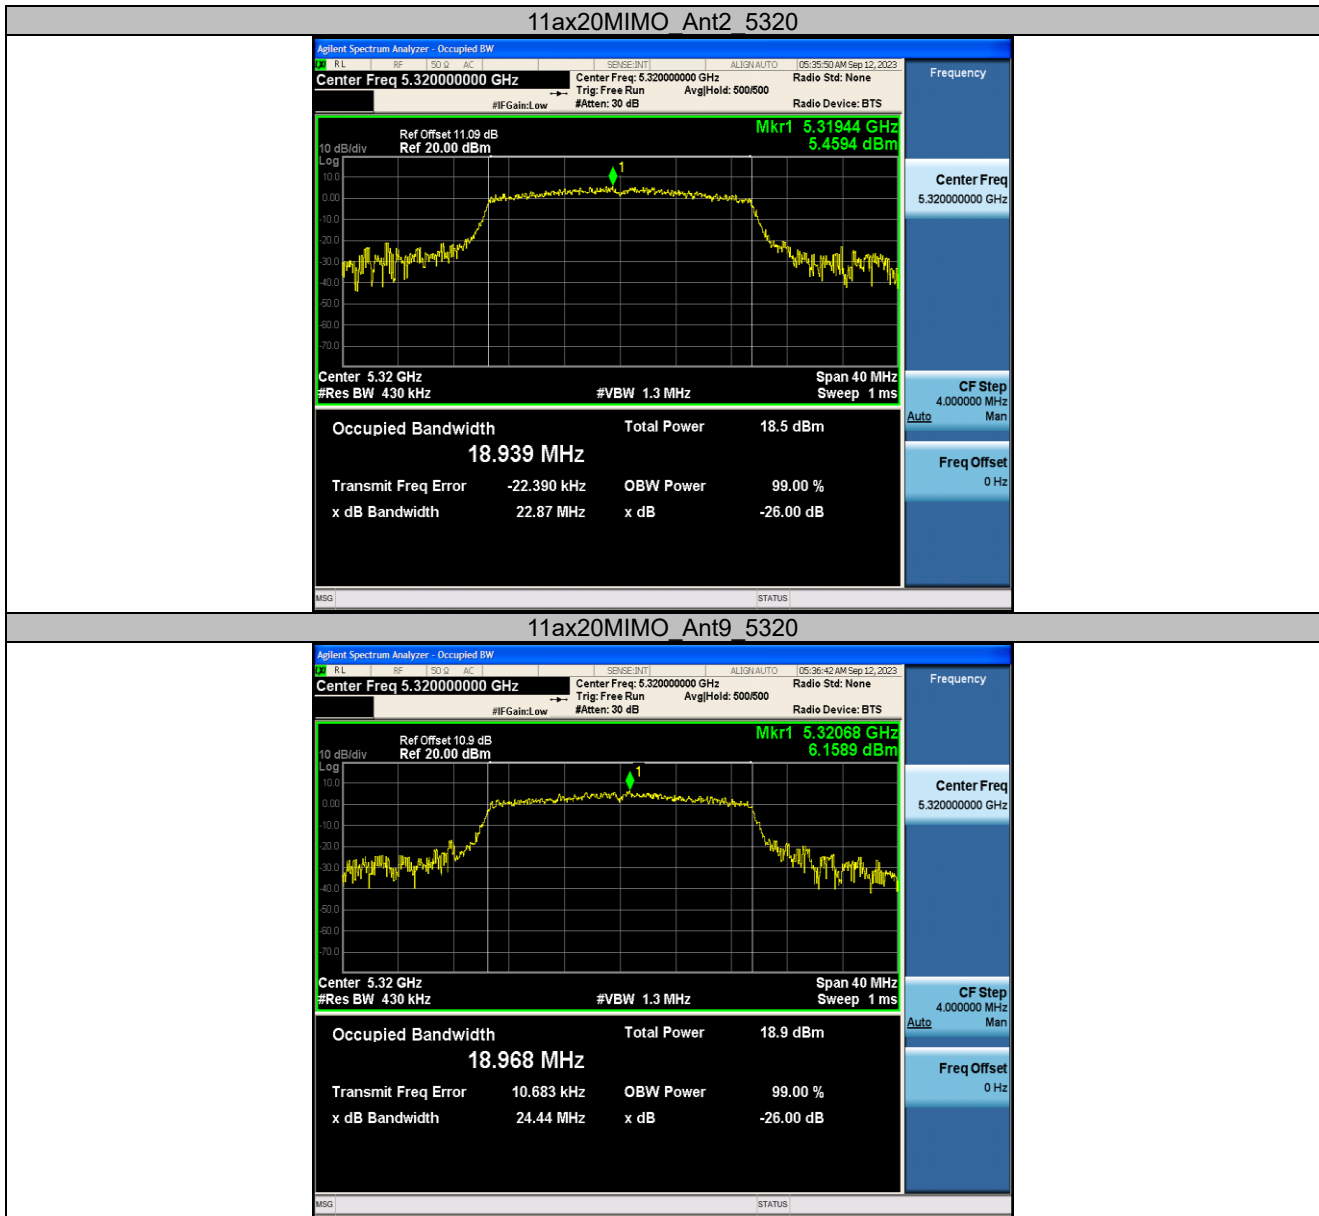 11ax20MIMO_Ant2_5320
Agilent Spectrum Analyzer - Occupied BW
RL RF 50 Ω AC SENSE:INT ALIGN AUTO 05:35:50 AM Sep 12, 2023
Center Freq 5.320000000 GHz
Center Freq: 5.320000000 GHz
Radio Std: None
Trig: Free Run Avg|Hold: 500/500
#IFGain:Low #Atten: 30 dB Radio Device: BTS
Frequency
Mkr1 5.31944 GHz
5.4594 dBm
Ref Offset 11.09 dB
10 dB/div Ref 20.00 dBm
Log
1
10.0
0.00
-10.0
-20.0
-30.0
-40.0
-50.0
-60.0
-70.0
Center Freq
5.320000000 GHz
Center 5.32 GHz Span 40 MHz
#Res BW 430 kHz #VBW 1.3 MHz Sweep 1 ms
CF Step
4.000000 MHz
Auto Man
Occupied Bandwidth Total Power 18.5 dBm
18.939 MHz
Transmit Freq Error -22.390 kHz OBW Power 99.00 %
x dB Bandwidth 22.87 MHz x dB -26.00 dB
Freq Offset
0 Hz
MSG STATUS
11ax20MIMO_Ant9_5320
Agilent Spectrum Analyzer - Occupied BW
RL RF 50 Ω AC SENSE:INT ALIGN AUTO 05:36:42 AM Sep 12, 2023
Center Freq 5.320000000 GHz
Center Freq: 5.320000000 GHz
Radio Std: None
Trig: Free Run Avg|Hold: 500/500
#IFGain:Low #Atten: 30 dB Radio Device: BTS
Frequency
Mkr1 5.32068 GHz
6.1589 dBm
Ref Offset 10.9 dB
10 dB/div Ref 20.00 dBm
Log
1
10.0
0.00
-10.0
-20.0
-30.0
-40.0
-50.0
-60.0
-70.0
Center Freq
5.320000000 GHz
Center 5.32 GHz Span 40 MHz
#Res BW 430 kHz #VBW 1.3 MHz Sweep 1 ms
CF Step
4.000000 MHz
Auto Man
Occupied Bandwidth Total Power 18.9 dBm
18.968 MHz
Transmit Freq Error 10.683 kHz OBW Power 99.00 %
x dB Bandwidth 24.44 MHz x dB -26.00 dB
Freq Offset
0 Hz
MSG STATUS